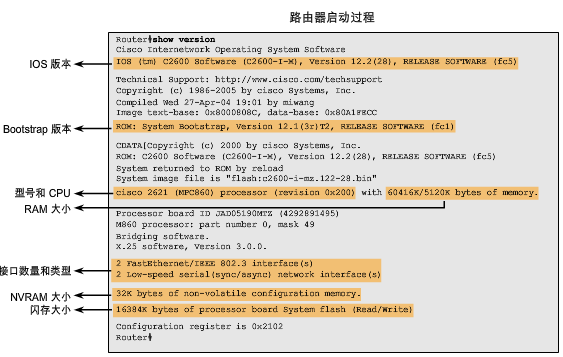 路由器启动过程
Router#show version
Cisco Internetwork Operating System Software
IOS 版本
IOS (tm) C2600 Software (C2600-I-M), Version 12.2(28), RELEASE SOFTWARE (fc5)
Technical Support: http://www.cisco.com/techsupport
Copyright (c) 1986-2005 by cisco Systems, Inc.
Compiled Wed 27-Apr-04 19:01 by miwang
Image text-base: 0x8000808C, data-base: 0x80A1FECC
Bootstrap 版本
ROM: System Bootstrap, Version 12.1(3r)T2, RELEASE SOFTWARE (fc1)
CDATA[Copyright (c) 2000 by cisco Systems, Inc.
ROM: C2600 Software (C2600-I-M), Version 12.2(28), RELEASE SOFTWARE (fc5)
System returned to ROM by reload
System image file is "flash:c2600-i-mz.122-28.bin"
型号和 CPU
cisco 2621 (MPC860) processor (revision 0x200) with 60416K/5120K bytes of memory.
RAM 大小
Processor board ID JAD05190MTZ (4292891495)
M860 processor: part number 0, mask 49
Bridging software.
X.25 software, Version 3.0.0.
接口数量和类型
2 FastEthernet/IEEE 802.3 interface(s)
2 Low-speed serial(sync/async) network interface(s)
NVRAM 大小
32K bytes of non-volatile configuration memory.
闪存大小
16384K bytes of processor board System flash (Read/Write)
Configuration register is 0x2102
Router#